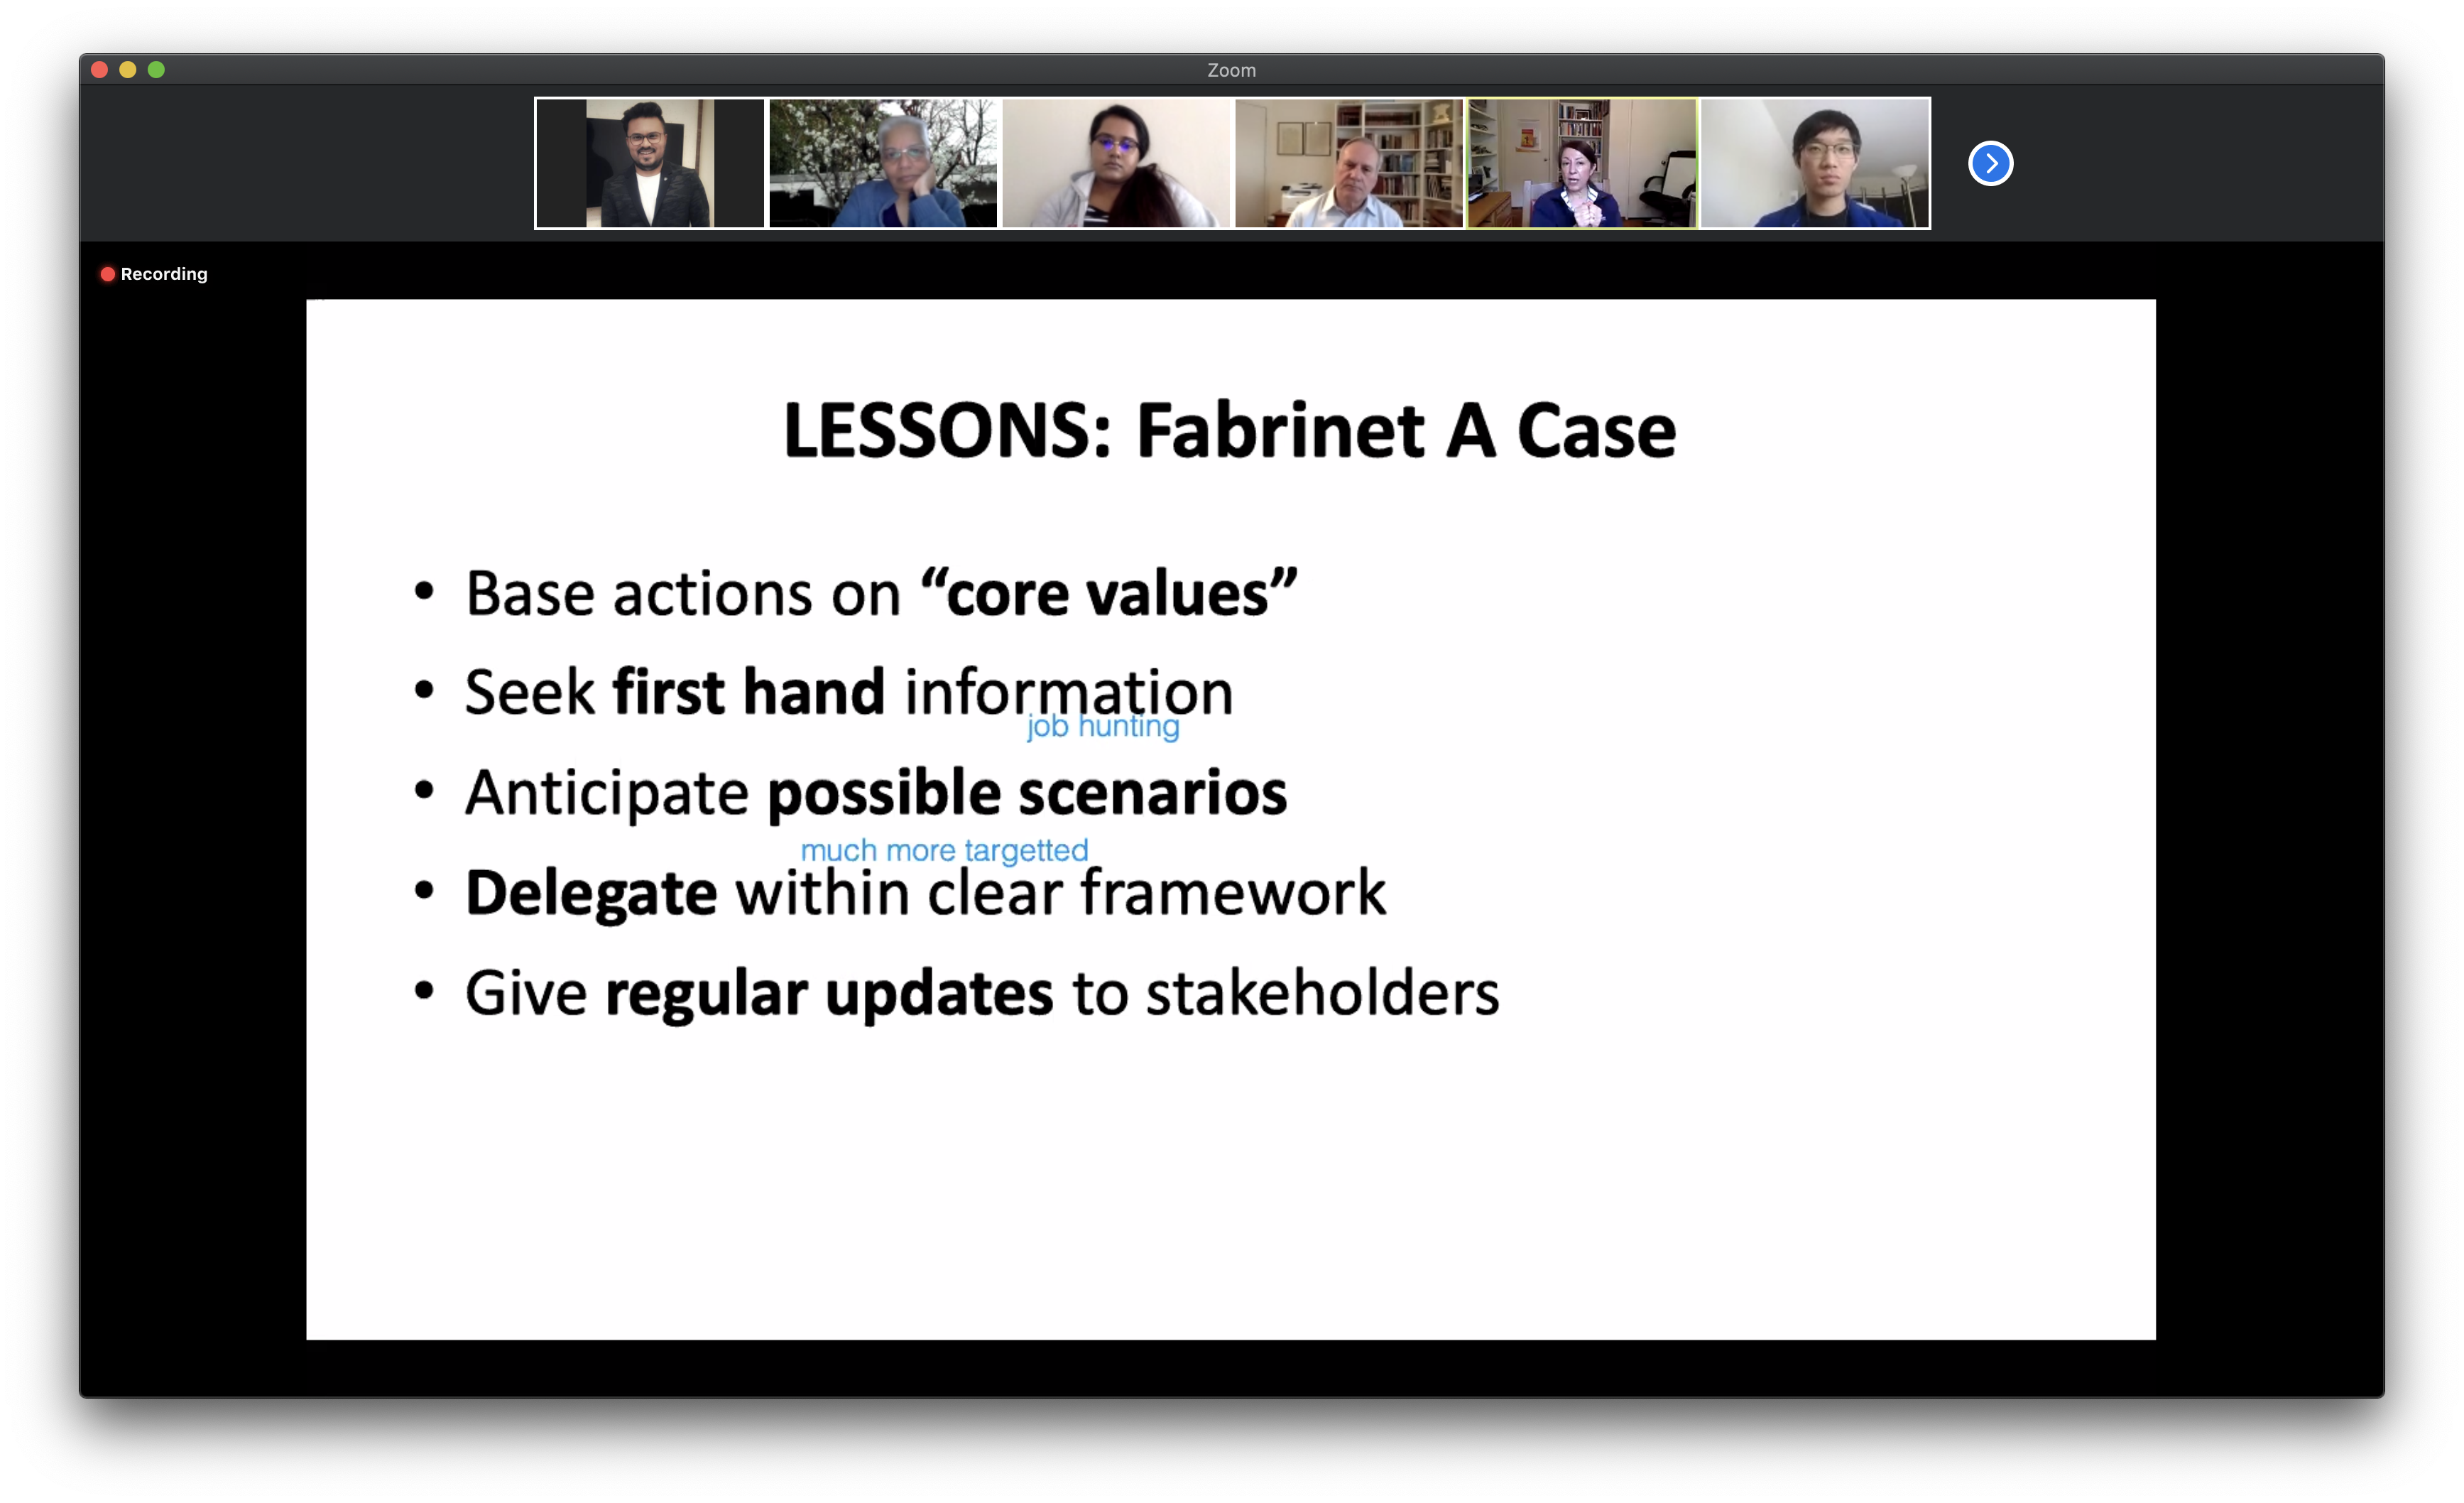 Zoom
Recording
LESSONS: Fabrinet A Case
• Base actions on “core values”
• Seek first hand information
job hunting
• Anticipate possible scenarios
much more targetted
• Delegate within clear framework
• Give regular updates to stakeholders